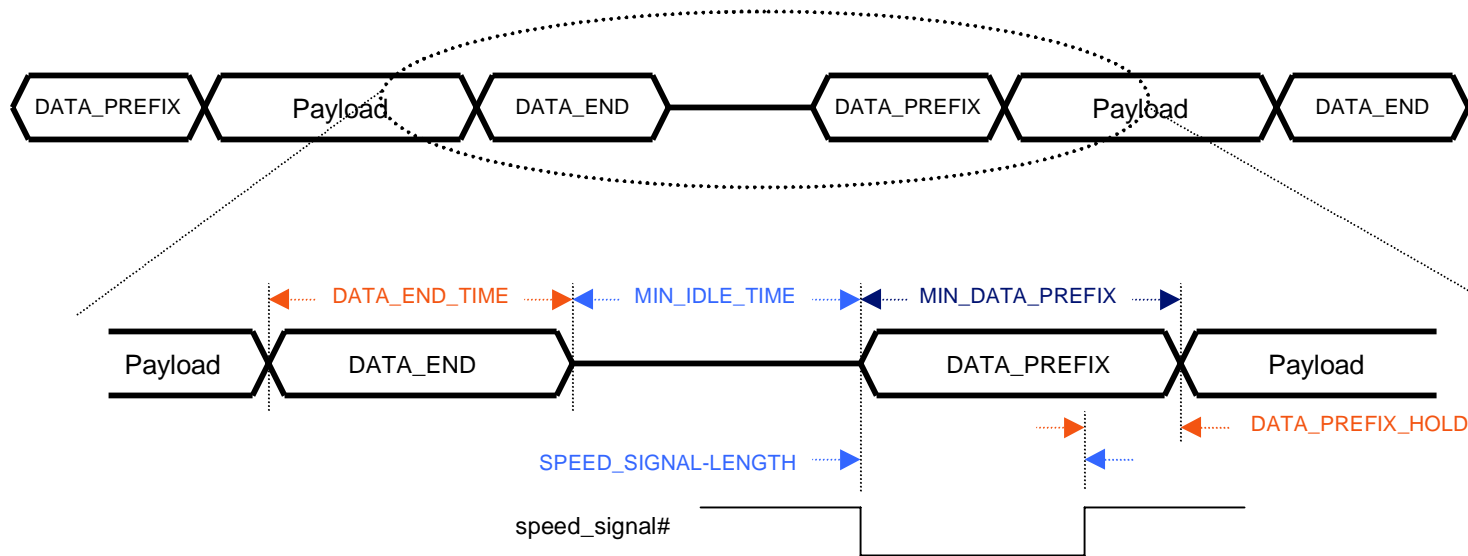 DATA_PREFIX Payload DATA_END DATA_PREFIX Payload DATA_END
DATA_END_TIME MIN_IDLE_TIME MIN_DATA_PREFIX
Payload DATA_END DATA_PREFIX Payload
DATA_PREFIX_HOLD
SPEED_SIGNAL-LENGTH
speed_signal#